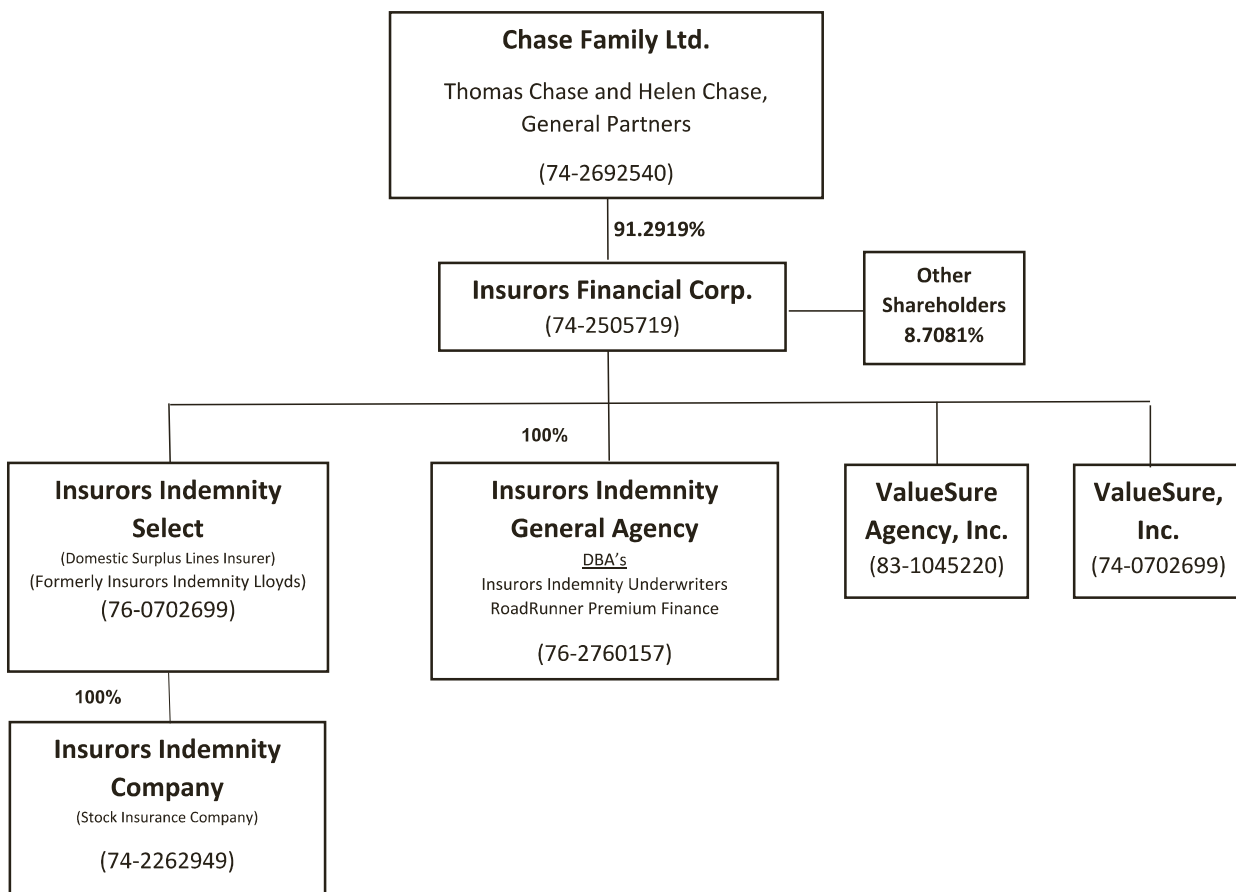 Chase Family Ltd.
Thomas Chase and Helen Chase,
General Partners
(74-2692540)
91.2919%
Insurors Financial Corp.
(74-2505719)
Other
Shareholders
8.7081%
100%
Insurors Indemnity
Select
(Domestic Surplus Lines Insurer)
(Formerly Insurors Indemnity Lloyds)
(76-0702699)
Insurors Indemnity
General Agency
DBA's
Insurors Indemnity Underwriters
RoadRunner Premium Finance
(76-2760157)
ValueSure
Agency, Inc.
(83-1045220)
ValueSure,
Inc.
(74-0702699)
100%
Insurors Indemnity
Company
(Stock Insurance Company)
(74-2262949)